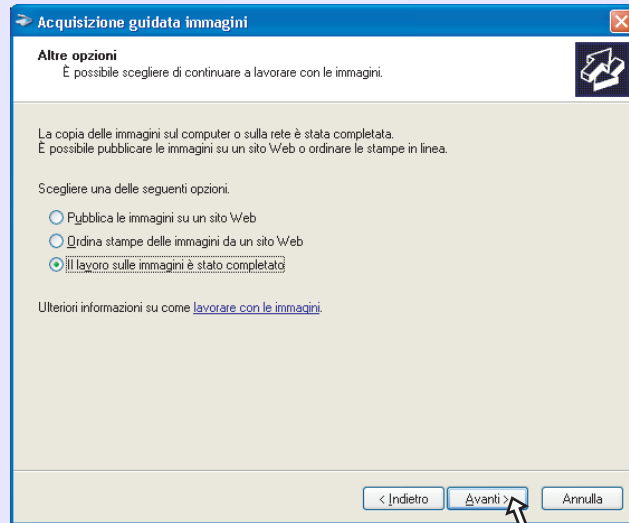 Acquisizione guidata immagini
Altre opzioni
È possibile scegliere di continuare a lavorare con le immagini.
La copia delle immagini sul computer o sulla rete è stata completata.
È possibile pubblicare le immagini su un sito Web o ordinare le stampe in linea.
Scegliere una delle seguenti opzioni.
Pubblica le immagini su un sito Web
Ordina stampe delle immagini da un sito Web
Il lavoro sulle immagini è stato completato
Ulteriori informazioni su come lavorare con le immagini.
< Indietro Avanti > Annulla